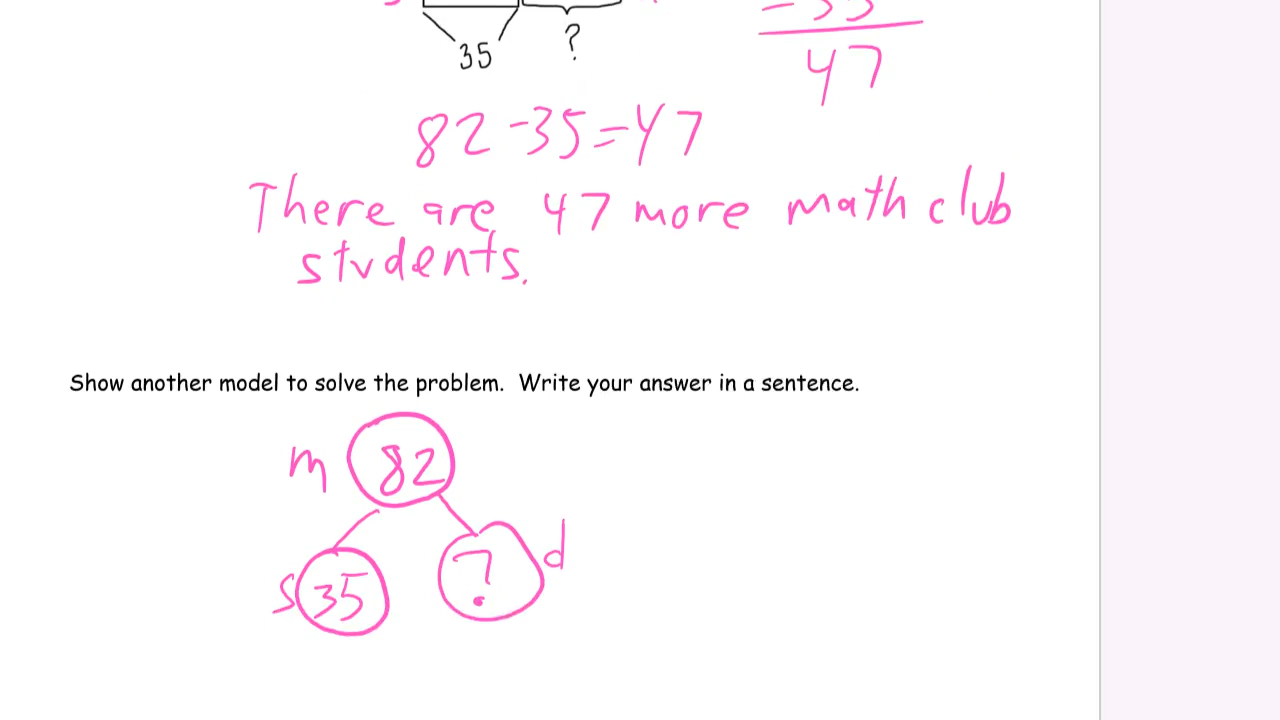 35 ?
47
82 - 35 = 47
There are 47 more math club
students.
Show another model to solve the problem. Write your answer in a sentence.
m 82
s 35 ? d